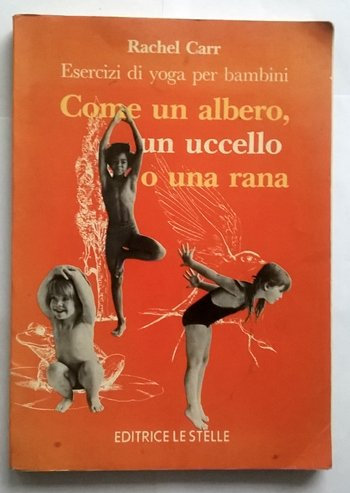 Rachel Carr
Esercizi di yoga per bambini
Come un albero,
un uccello
o una rana
EDITRICE LE STELLE